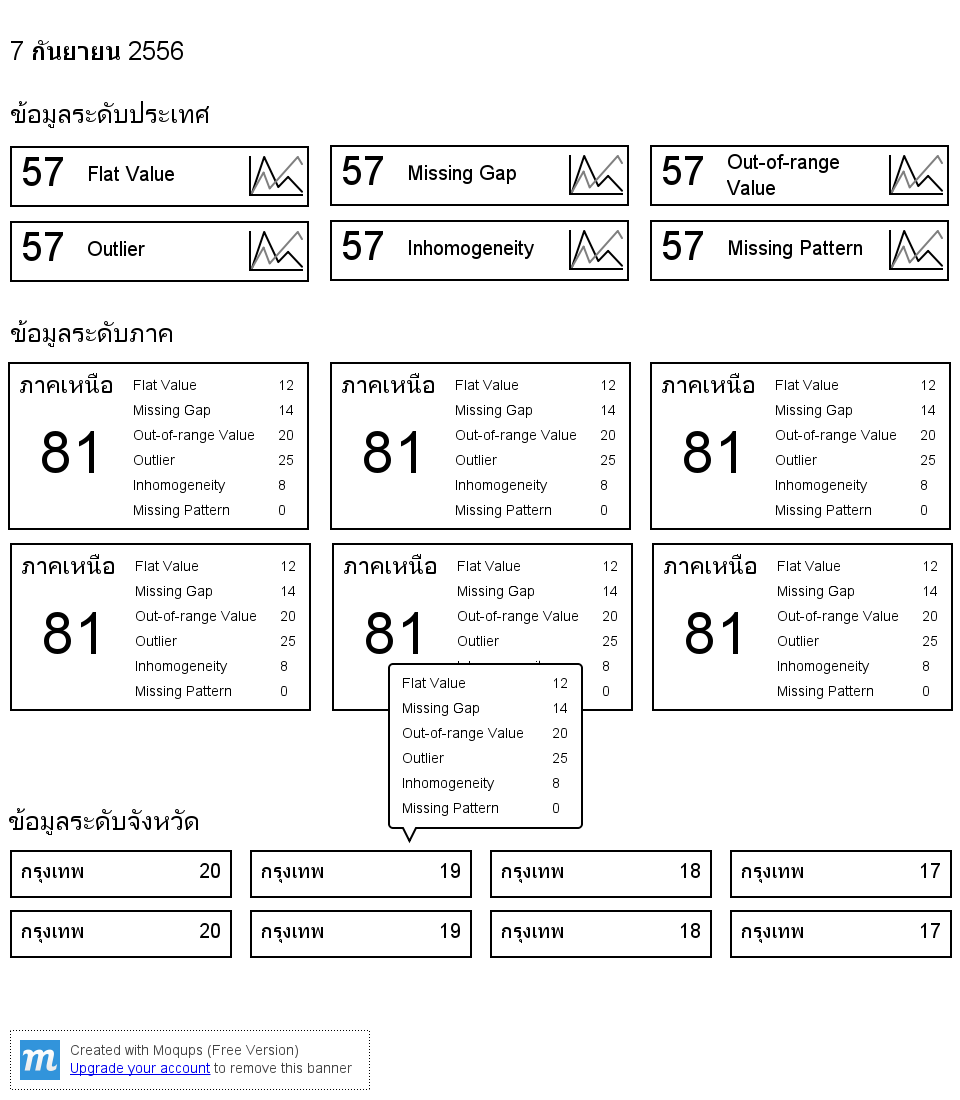 7 กันยายน 2556
ข้อมูลระดับประเทศ
57 Flat Value
57 Missing Gap
57 Out-of-range
Value
57 Outlier
57 Inhomogeneity
57 Missing Pattern
ข้อมูลระดับภาค
ภาคเหนือ
81
Flat Value 12
Missing Gap 14
Out-of-range Value 20
Outlier 25
Inhomogeneity 8
Missing Pattern 0
ภาคเหนือ
81
Flat Value 12
Missing Gap 14
Out-of-range Value 20
Outlier 25
Inhomogeneity 8
Missing Pattern 0
ภาคเหนือ
81
Flat Value 12
Missing Gap 14
Out-of-range Value 20
Outlier 25
Inhomogeneity 8
Missing Pattern 0
ภาคเหนือ
81
Flat Value 12
Missing Gap 14
Out-of-range Value 20
Outlier 25
Inhomogeneity 8
Missing Pattern 0
ภาคเหนือ
81
Flat Value 12
Missing Gap 14
Out-of-range Value 20
Outlier 25
8
0
ภาคเหนือ
81
Flat Value 12
Missing Gap 14
Out-of-range Value 20
Outlier 25
Inhomogeneity 8
Missing Pattern 0
Flat Value 12
Missing Gap 14
Out-of-range Value 20
Outlier 25
Inhomogeneity 8
Missing Pattern 0
ข้อมูลระดับจังหวัด
กรุงเทพ 20
กรุงเทพ 19
กรุงเทพ 18
กรุงเทพ 17
กรุงเทพ 20
กรุงเทพ 19
กรุงเทพ 18
กรุงเทพ 17
m
Created with Moqups (Free Version)
Upgrade your account to remove this banner